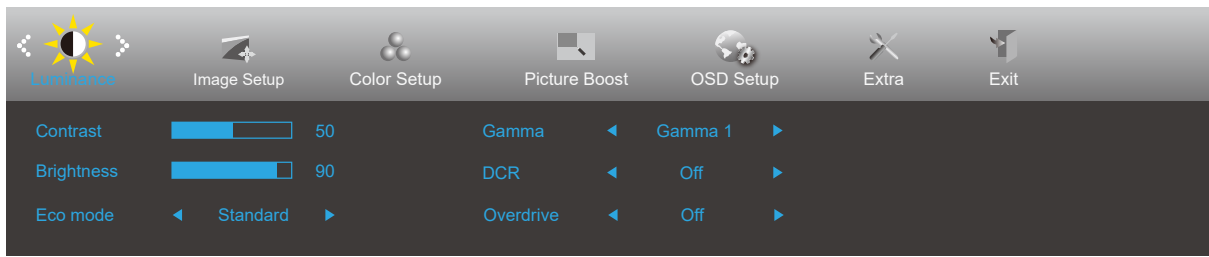 Luminance Image Setup Color Setup Picture Boost OSD Setup Extra Exit
Contrast 50 Gamma Gamma 1
Brightness 90 DCR Off
Eco mode Standard Overdrive Off